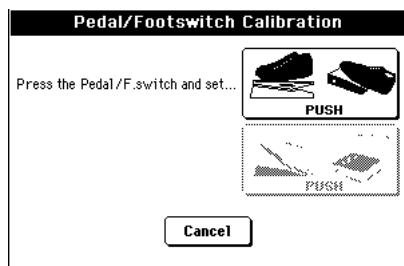 Pedal/Footswitch Calibration
Press the Pedal/F.switch and set...
PUSH
PUSH
Cancel